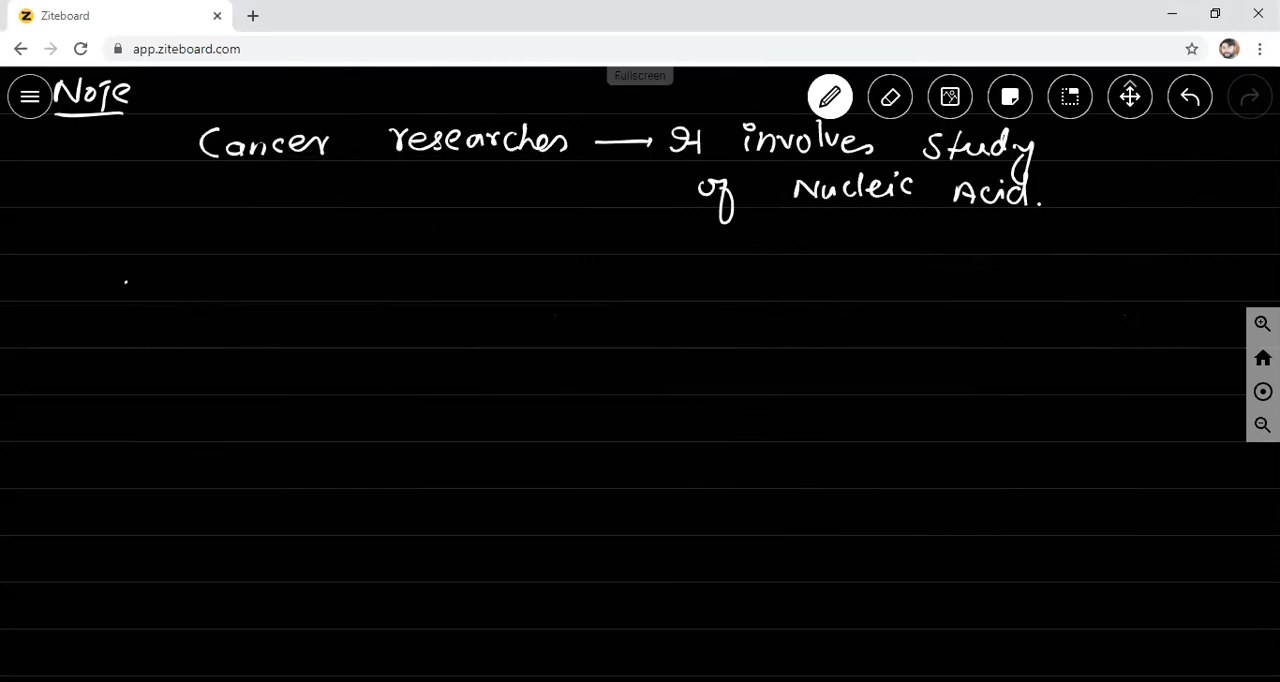 Ziteboard
app.ziteboard.com
Fullscreen
Note
Cancer researches → It involves study
of Nucleic Acid.